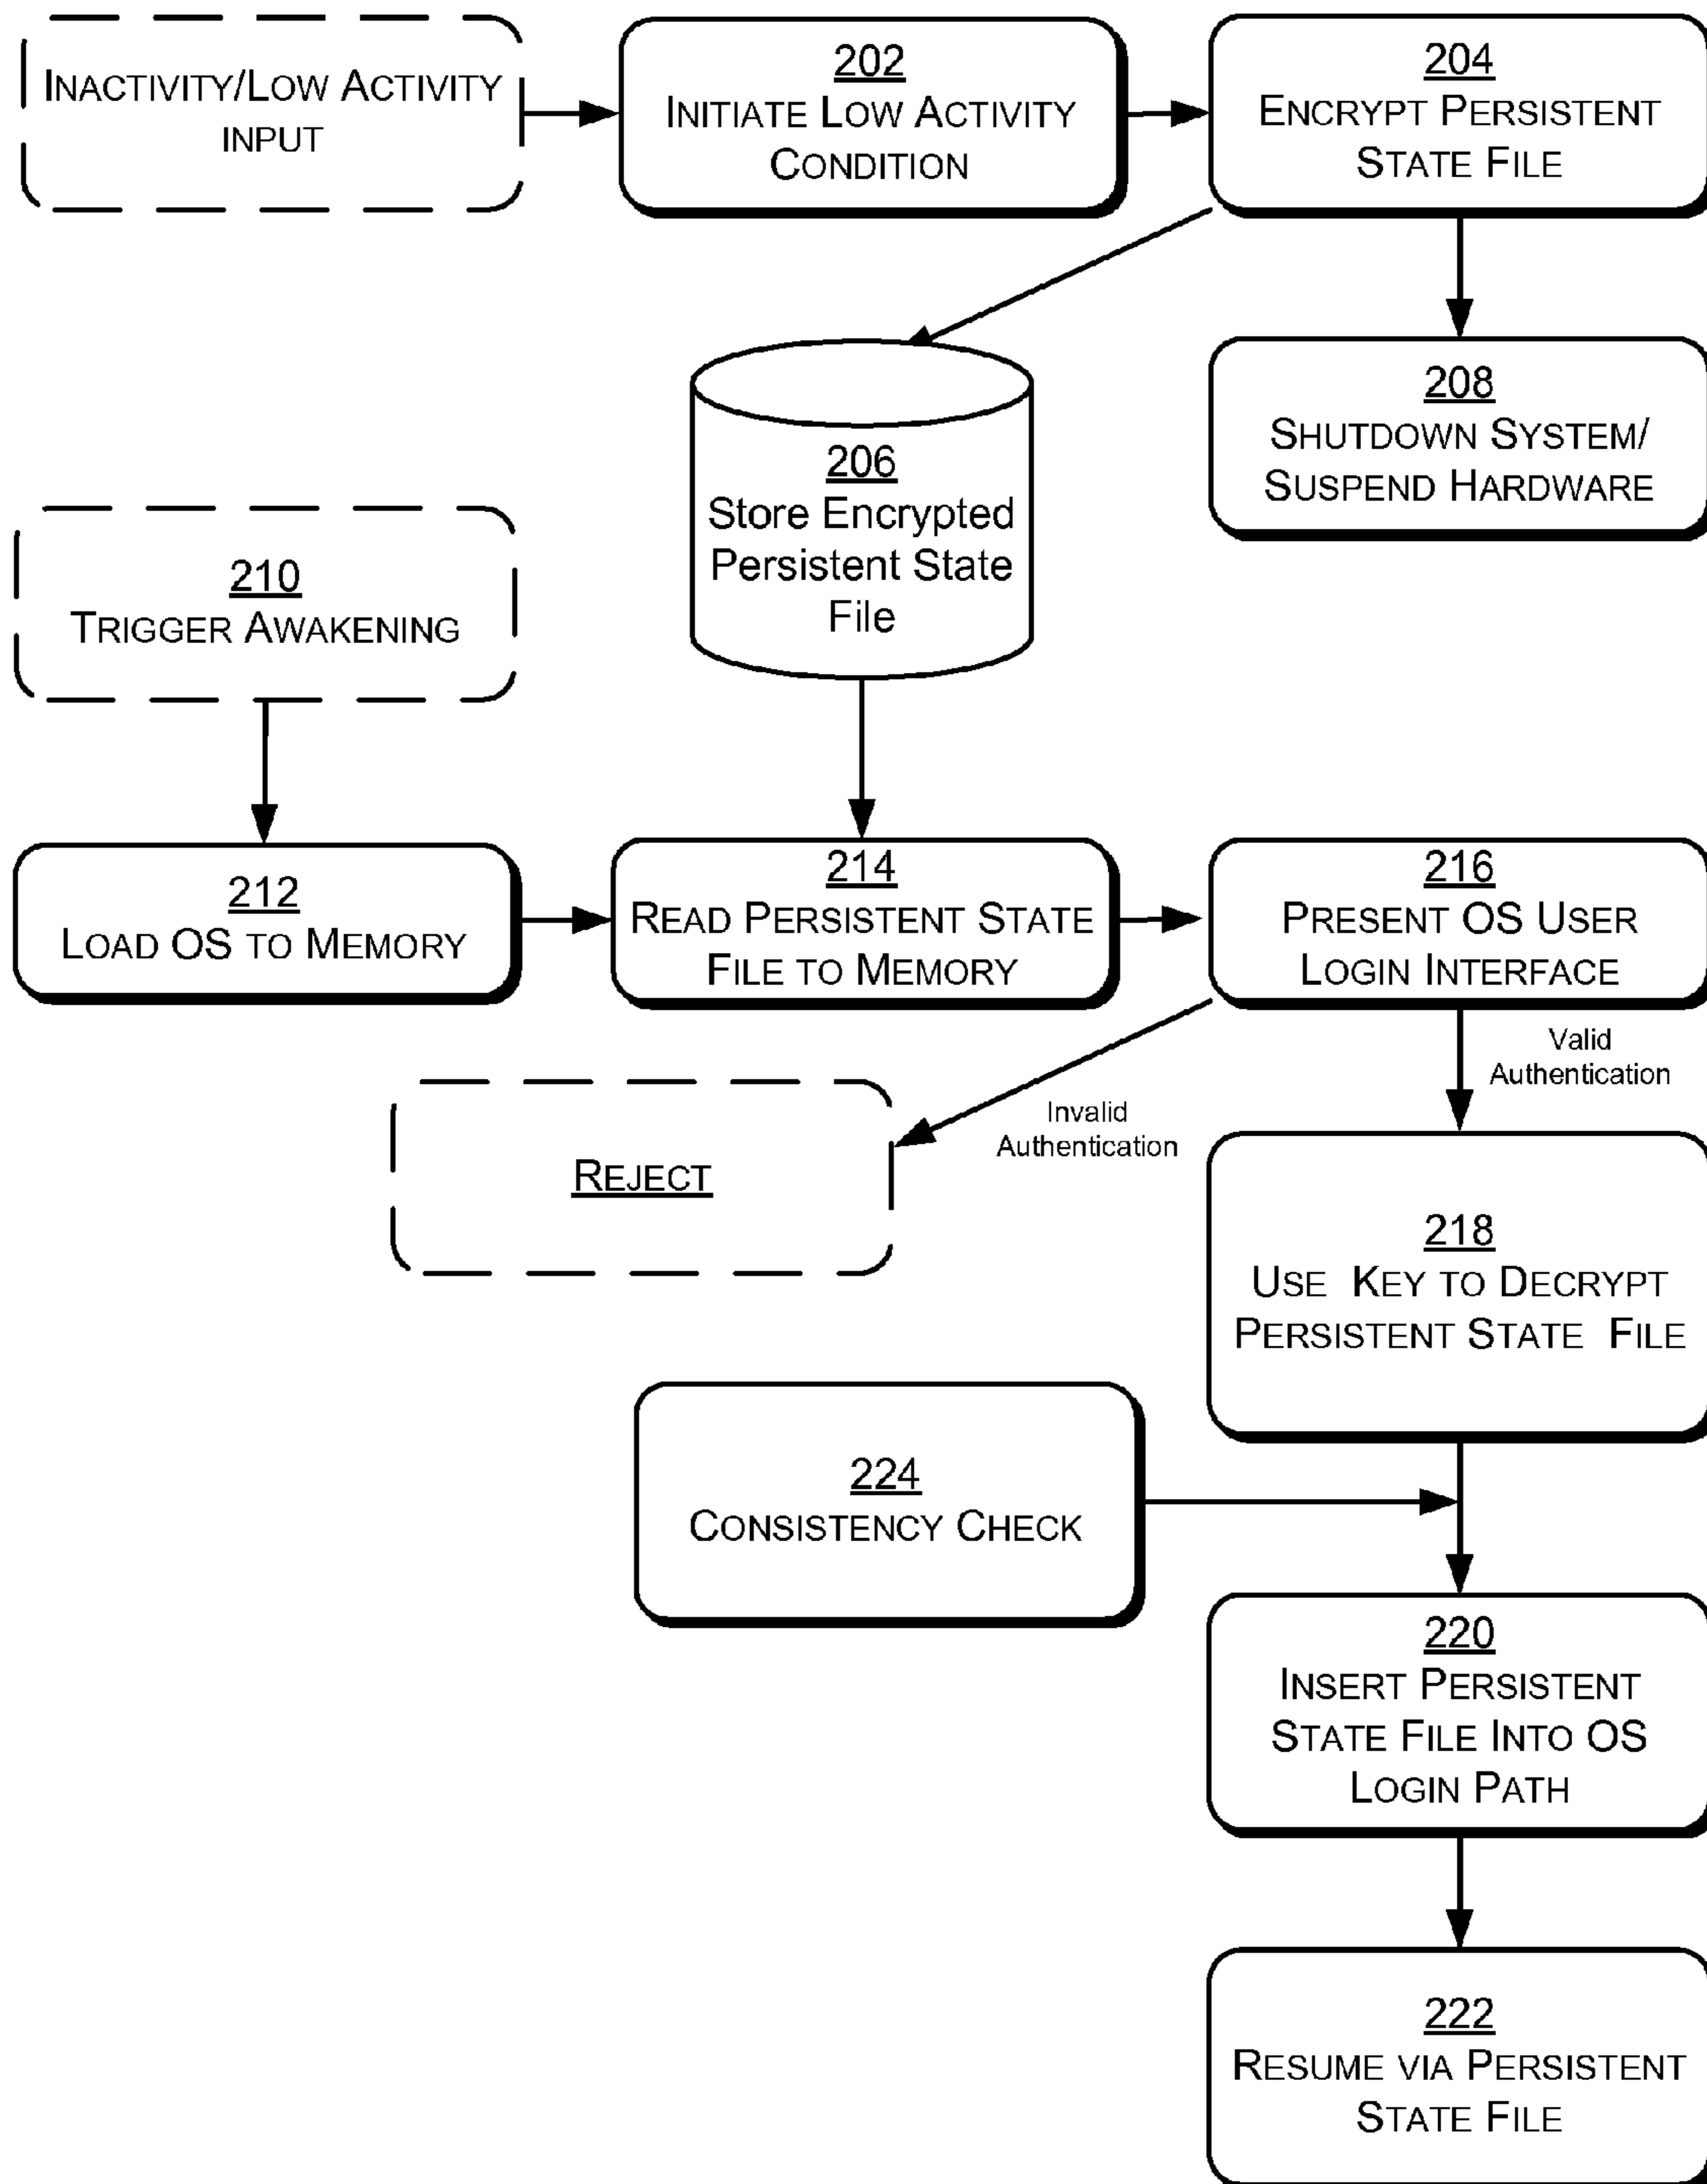 INACTIVITY/LOW ACTIVITY
INPUT
202
INITIATE LOW ACTIVITY
CONDITION
204
ENCRYPT PERSISTENT
STATE FILE
206
Store Encrypted
Persistent State
File
208
SHUTDOWN SYSTEM/
SUSPEND HARDWARE
210
TRIGGER AWAKENING
212
LOAD OS TO MEMORY
214
READ PERSISTENT STATE
FILE TO MEMORY
216
PRESENT OS USER
LOGIN INTERFACE
Valid
Authentication
Invalid
Authentication
REJECT
218
USE KEY TO DECRYPT
PERSISTENT STATE FILE
224
CONSISTENCY CHECK
220
INSERT PERSISTENT
STATE FILE INTO OS
LOGIN PATH
222
RESUME VIA PERSISTENT
STATE FILE